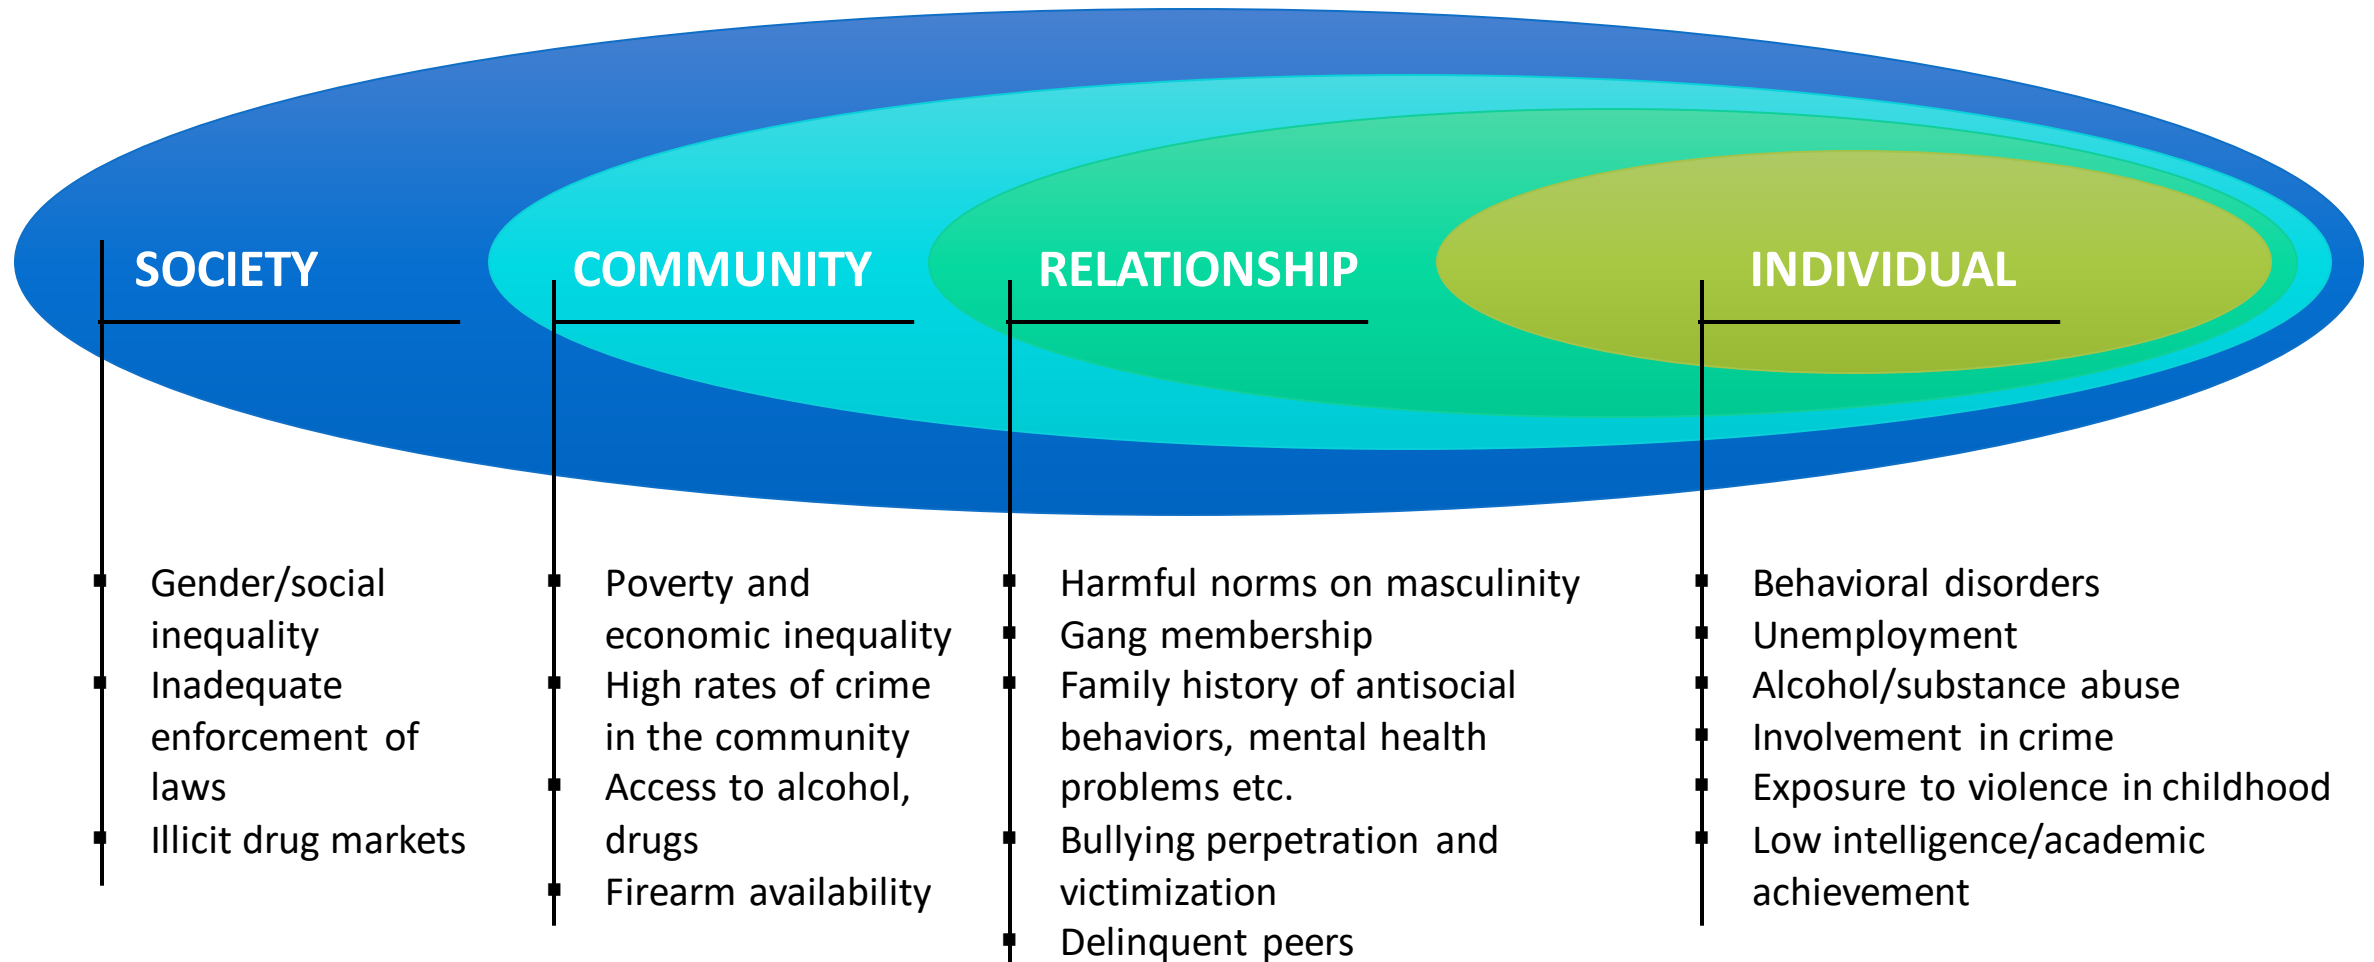 SOCIETY
COMMUNITY
RELATIONSHIP
INDIVIDUAL
▪ Gender/social
inequality
▪ Inadequate
enforcement of
laws
▪ Illicit drug markets
▪ Poverty and
economic inequality
▪ High rates of crime
in the community
▪ Access to alcohol,
drugs
▪ Firearm availability
▪ Harmful norms on masculinity
▪ Gang membership
▪ Family history of antisocial
behaviors, mental health
problems etc.
▪ Bullying perpetration and
victimization
▪ Delinquent peers
▪ Behavioral disorders
▪ Unemployment
▪ Alcohol/substance abuse
▪ Involvement in crime
▪ Exposure to violence in childhood
▪ Low intelligence/academic
achievement